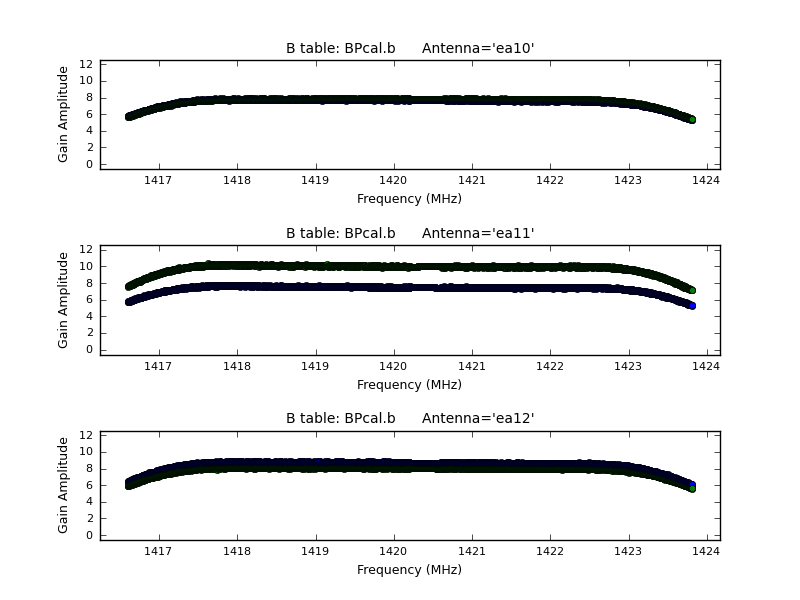 B table: BPcal.b Antenna='ea10'
12
10
8
6
4
2
0
Gain Amplitude
1417 1418 1419 1420 1421 1422 1423 1424
Frequency (MHz)
B table: BPcal.b Antenna='ea11'
12
10
8
6
4
2
0
Gain Amplitude
1417 1418 1419 1420 1421 1422 1423 1424
Frequency (MHz)
B table: BPcal.b Antenna='ea12'
12
10
8
6
4
2
0
Gain Amplitude
1417 1418 1419 1420 1421 1422 1423 1424
Frequency (MHz)